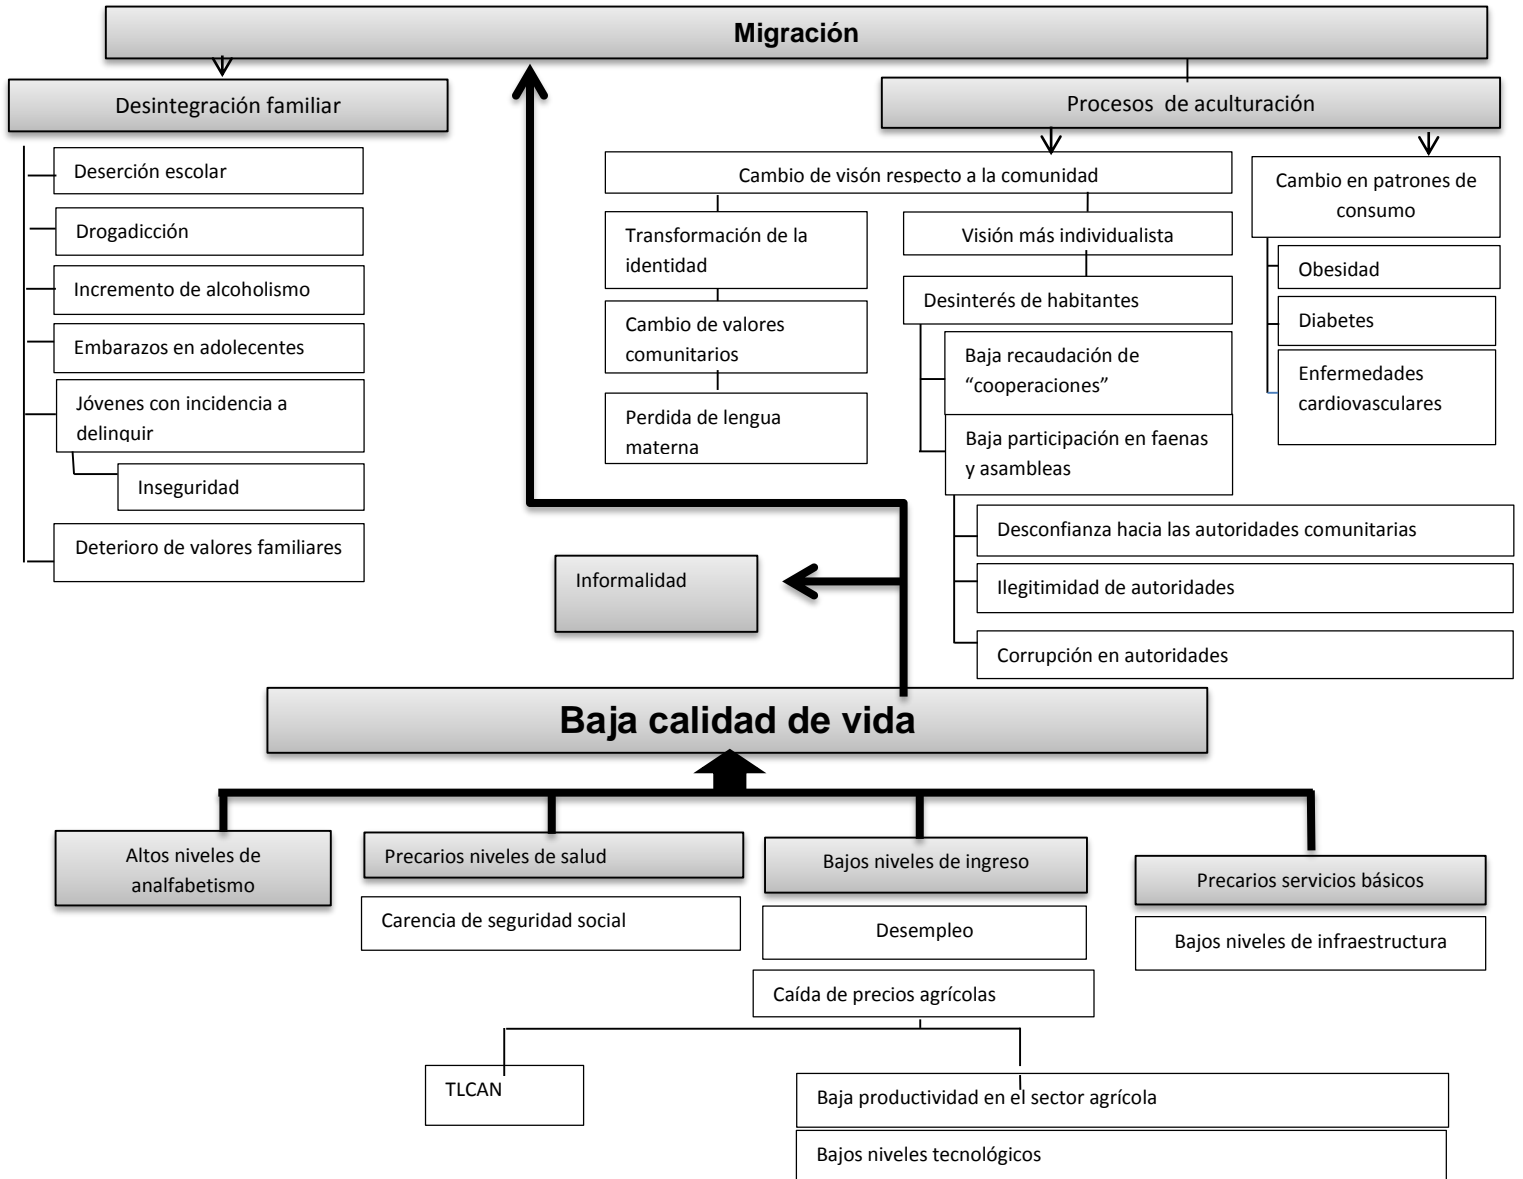 Migración
Desintegración familiar
Procesos de aculturación
Deserción escolar
Drogadicción
Incremento de alcoholismo
Embarazos en adolecentes
Jóvenes con incidencia a
delinquir
Inseguridad
Deterioro de valores familiares
Cambio de visón respecto a la comunidad
Transformación de la
identidad
Cambio de valores
comunitarios
Perdida de lengua
materna
Visión más individualista
Desinterés de habitantes
Baja recaudación de
“cooperaciones”
Baja participación en faenas
y asambleas
Desconfianza hacia las autoridades comunitarias
Ilegitimidad de autoridades
Corrupción en autoridades
Cambio en patrones de
consumo
Obesidad
Diabetes
Enfermedades
cardiovasculares
Informalidad
Baja calidad de vida
Altos niveles de
analfabetismo
Precarios niveles de salud
Carencia de seguridad social
Bajos niveles de ingreso
Desempleo
Caída de precios agrícolas
TLCAN
Baja productividad en el sector agrícola
Bajos niveles tecnológicos
Precarios servicios básicos
Bajos niveles de infraestructura